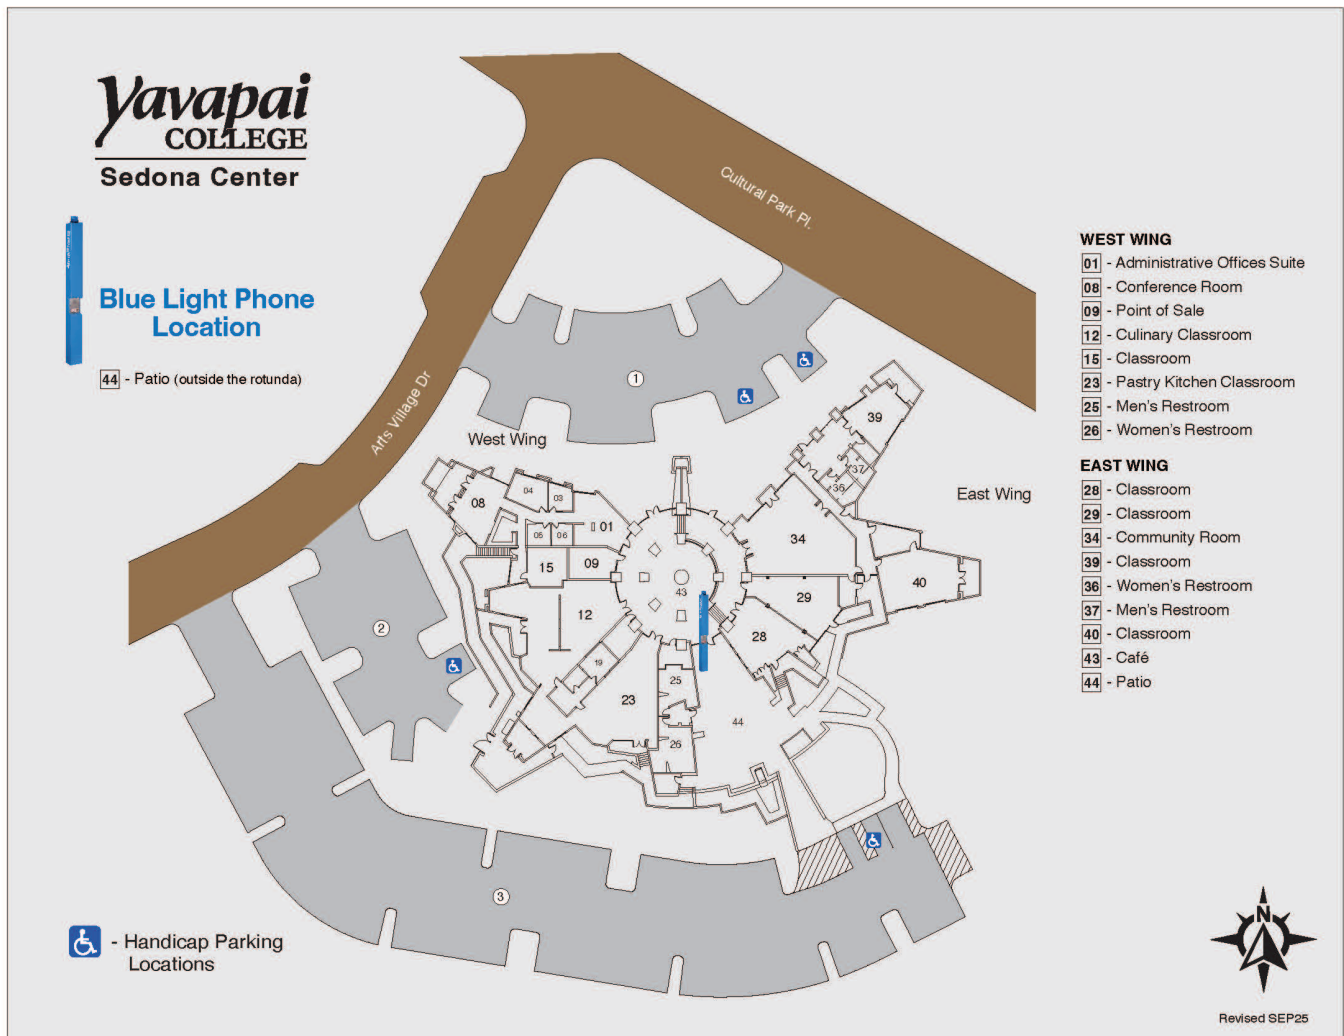 Yavapai
COLLEGE
Sedona Center
Blue Light Phone
Location
44 - Patio (outside the rotunda)
Cultural Park Pl.
Arts Village Dr
West Wing
East Wing
WEST WING
01 - Administrative Offices Suite
08 - Conference Room
09 - Point of Sale
12 - Culinary Classroom
15 - Classroom
23 - Pastry Kitchen Classroom
25 - Men's Restroom
26 - Women's Restroom
EAST WING
28 - Classroom
29 - Classroom
34 - Community Room
39 - Classroom
36 - Women's Restroom
37 - Men's Restroom
40 - Classroom
43 - Café
44 - Patio
1
2
3
39
37
36
34
40
29
28
08
04
03
01
05
06
15
09
12
19
23
25
26
43
44
- Handicap Parking
Locations
N
Revised SEP25